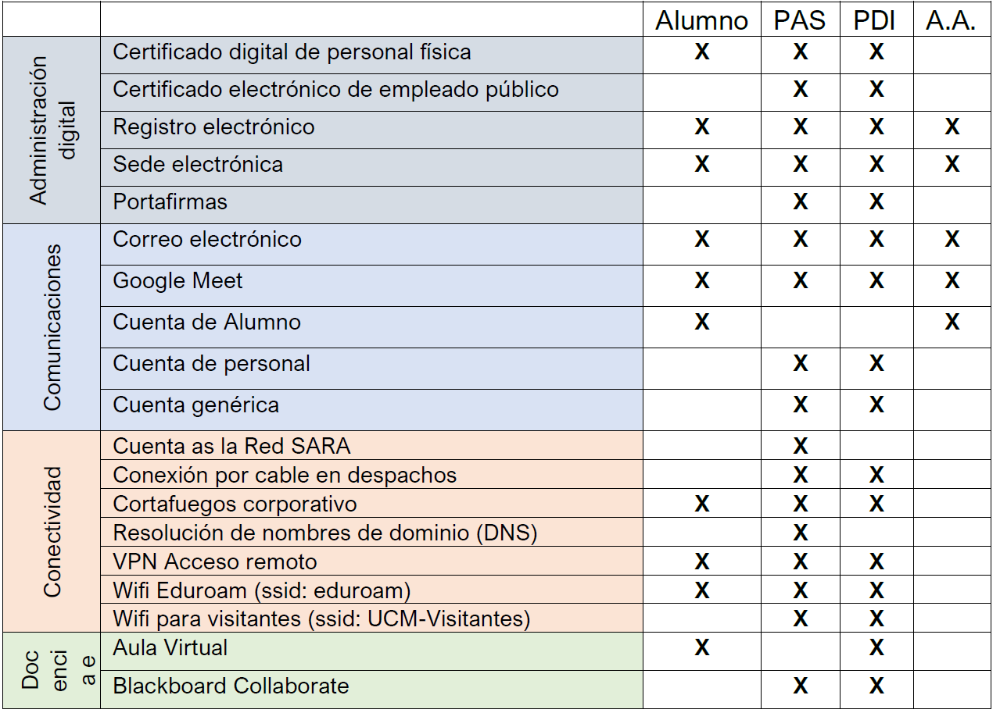 Alumno PAS PDI A.A.
Administración
digital
Certificado digital de personal física X X X
Certificado electrónico de empleado público X X
Registro electrónico X X X X
Sede electrónica X X X X
Portafirmas X X
Comunicaciones
Correo electrónico X X X X
Google Meet X X X X
Cuenta de Alumno X X
Cuenta de personal X X
Cuenta genérica X X
Conectividad
Cuenta as la Red SARA X
Conexión por cable en despachos X X
Cortafuegos corporativo X X X
Resolución de nombres de dominio (DNS) X
VPN Acceso remoto X X X
Wifi Eduroam (ssid: eduroam) X X X
Wifi para visitantes (ssid: UCM-Visitantes) X X
Doc
enci
a e
Aula Virtual X X
Blackboard Collaborate X X